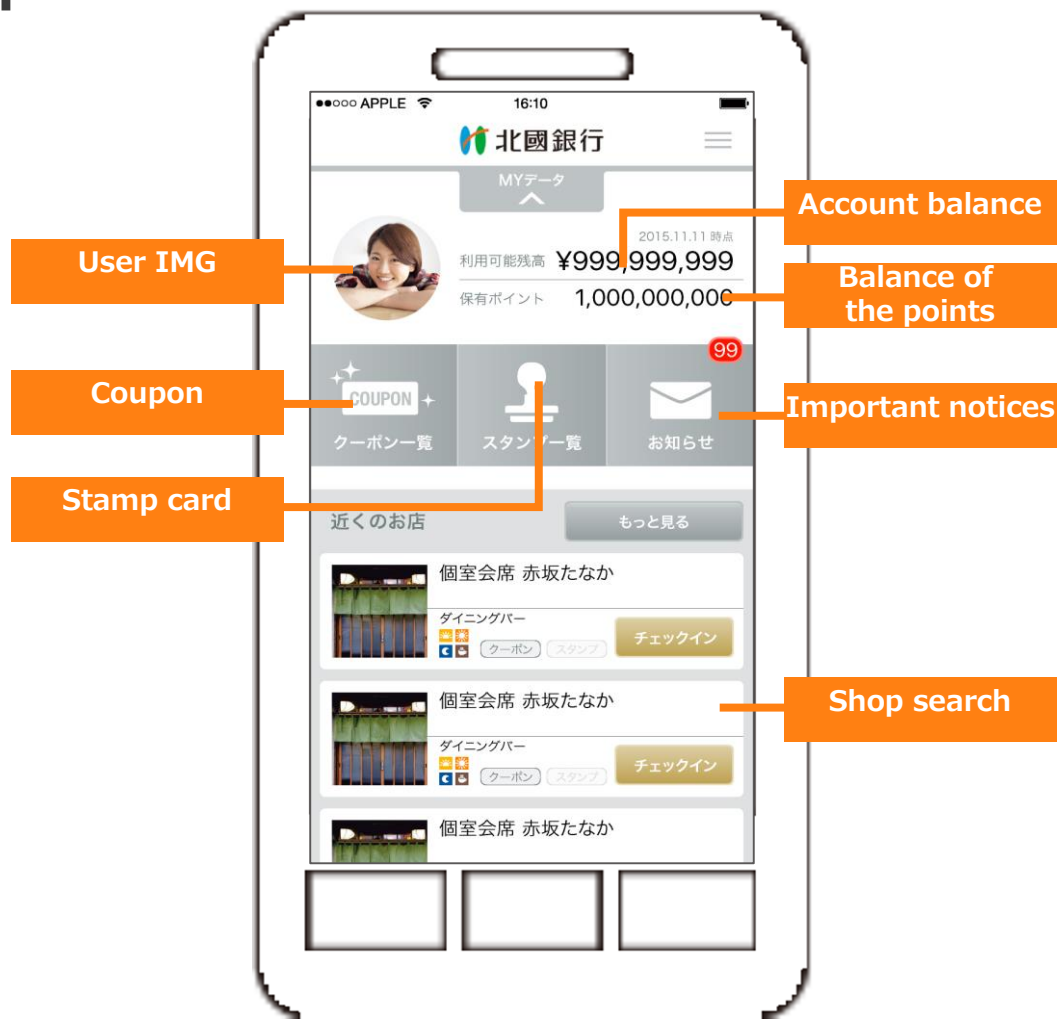 APPLE 16:10
北國銀行
MYデータ
Account balance
2015.11.11 時点
User IMG
利用可能残高 ¥999,999,999
Balance of
the points
保有ポイント 1,000,000,000
99
Coupon
COUPON
Important notices
クーポン一覧 スタンプ一覧 お知らせ
Stamp card
近くのお店 もっと見る
個室会席 赤坂たなか
ダイニングバー
クーポン スタンプ チェックイン
個室会席 赤坂たなか
Shop search
ダイニングバー
クーポン スタンプ チェックイン
個室会席 赤坂たなか